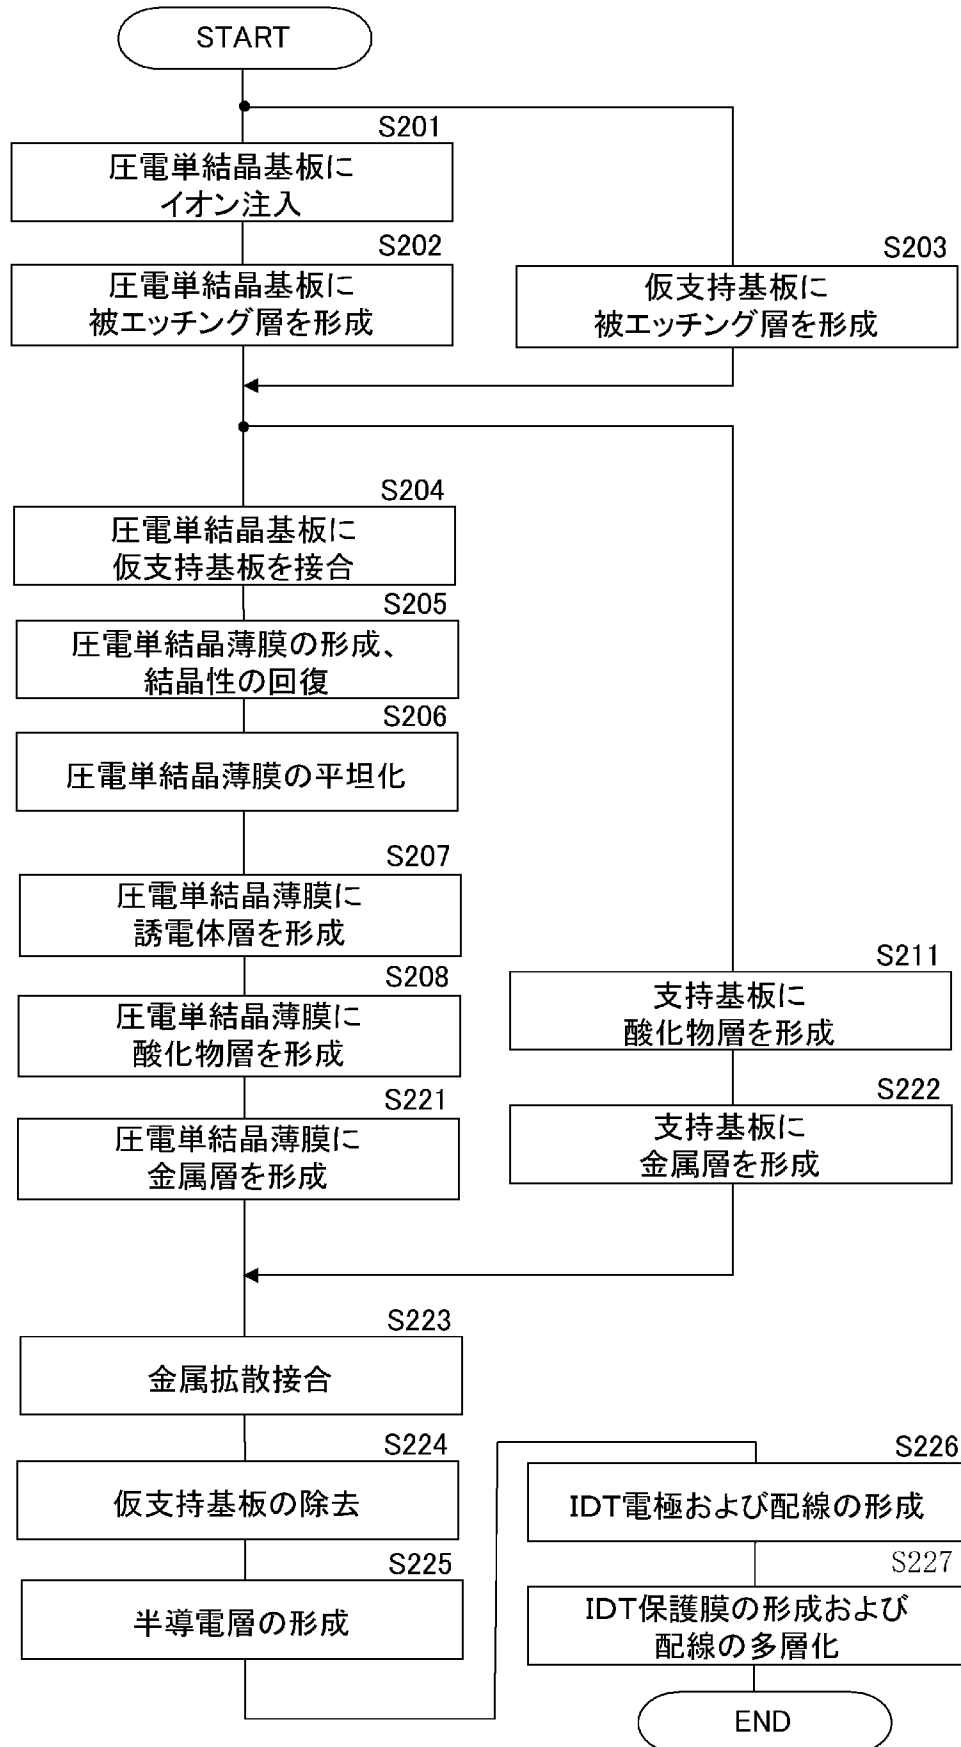 START
S201
圧電単結晶基板に
イオン注入
S202
圧電単結晶基板に
被エッチング層を形成
S203
仮支持基板に
被エッチング層を形成
S204
圧電単結晶基板に
仮支持基板を接合
S205
圧電単結晶薄膜の形成、
結晶性の回復
S206
圧電単結晶薄膜の平坦化
S207
圧電単結晶薄膜に
誘電体層を形成
S208
圧電単結晶薄膜に
酸化物層を形成
S221
圧電単結晶薄膜に
金属層を形成
S211
支持基板に
酸化物層を形成
S222
支持基板に
金属層を形成
S223
金属拡散接合
S224
仮支持基板の除去
S225
半導電層の形成
S226
IDT電極および配線の形成
S227
IDT保護膜の形成および
配線の多層化
END